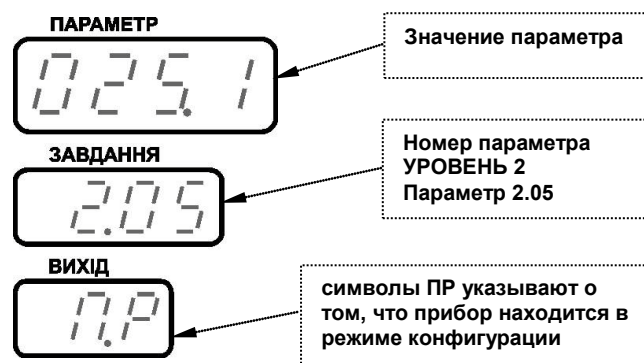 ПАРАМЕТР
025.1
Значение параметра
ЗАВДАННЯ
2.05
Номер параметра
УРОВЕНЬ 2
Параметр 2.05
ВИХІД
П.Р
символы ПР указывают о
том, что прибор находится в
режиме конфигурации